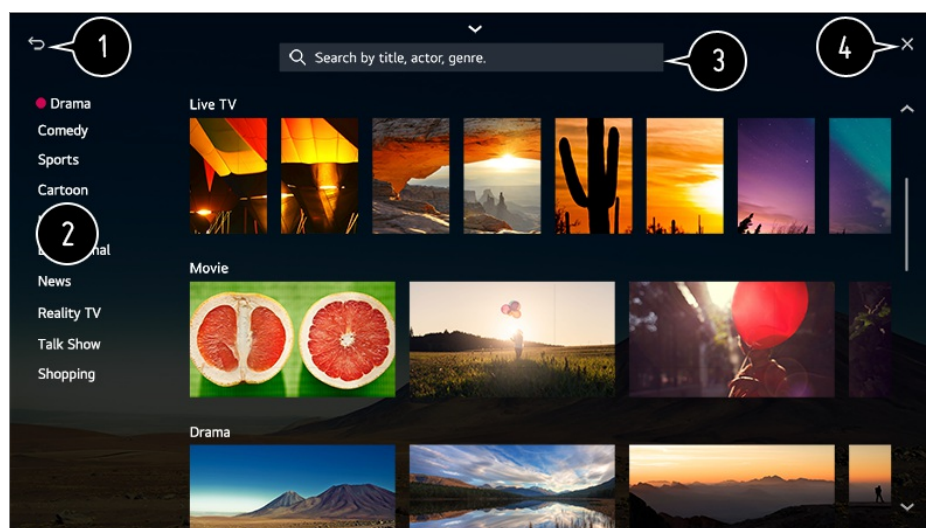 1
3
4
Search by title, actor, genre.
Drama
Comedy
Sports
Cartoon
2
News
Reality TV
Talk Show
Shopping
Live TV
Movie
Drama